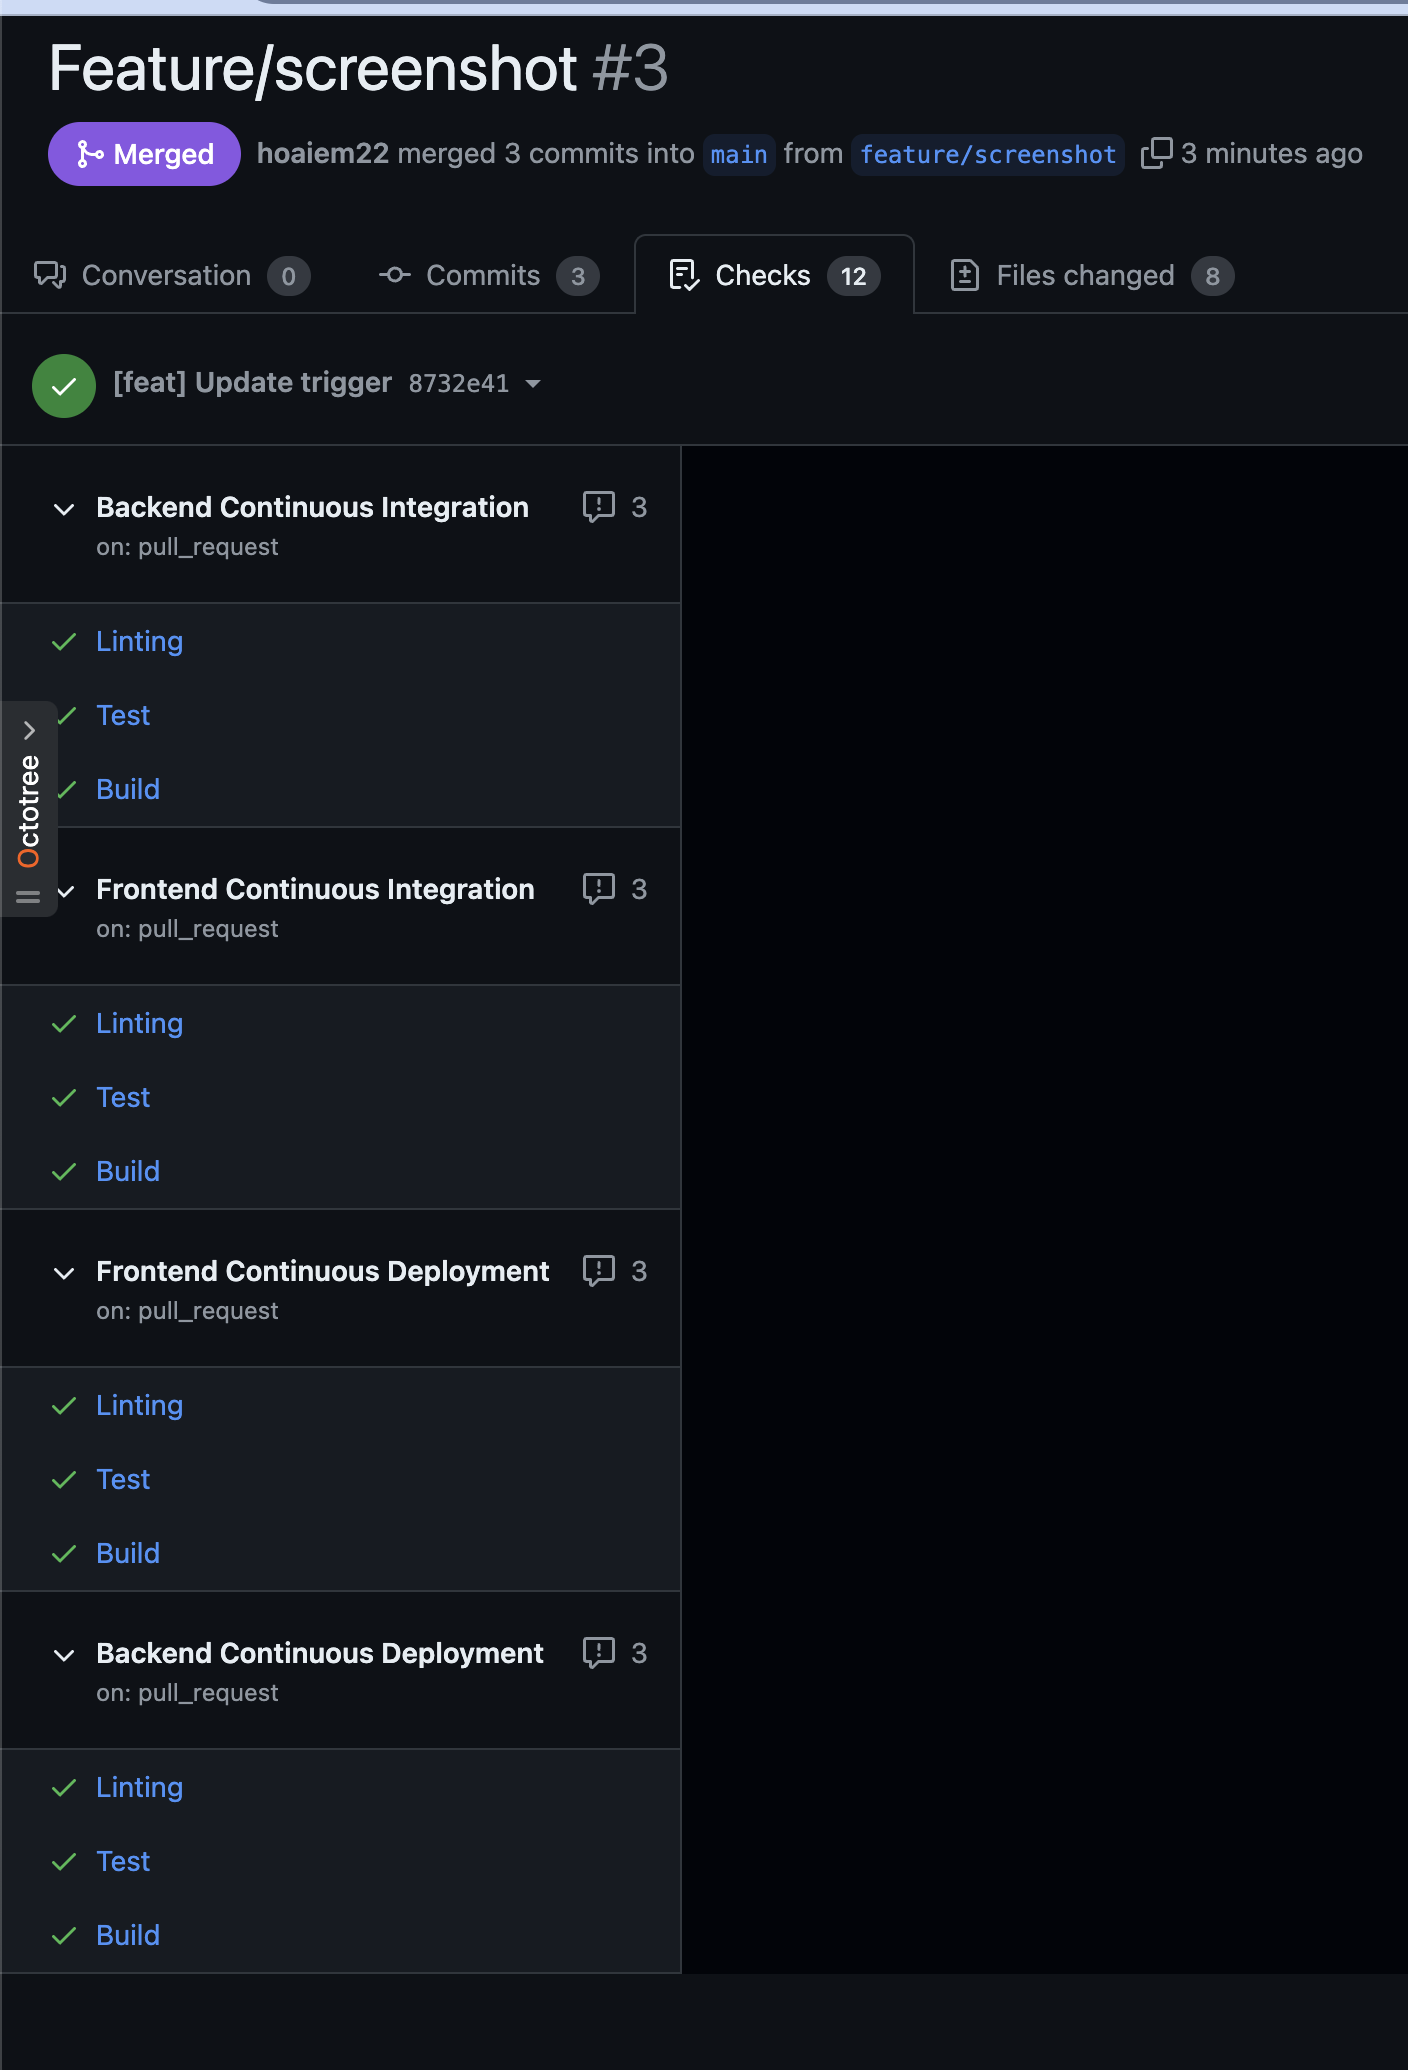 Feature/screenshot #3
Merged hoaiem22 merged 3 commits into main from feature/screenshot 3 minutes ago
Conversation 0 Commits 3 Checks 12 Files changed 8
[feat] Update trigger 8732e41
Backend Continuous Integration 3
on: pull_request
Linting
Test
Build
Octotree
Frontend Continuous Integration 3
on: pull_request
Linting
Test
Build
Frontend Continuous Deployment 3
on: pull_request
Linting
Test
Build
Backend Continuous Deployment 3
on: pull_request
Linting
Test
Build